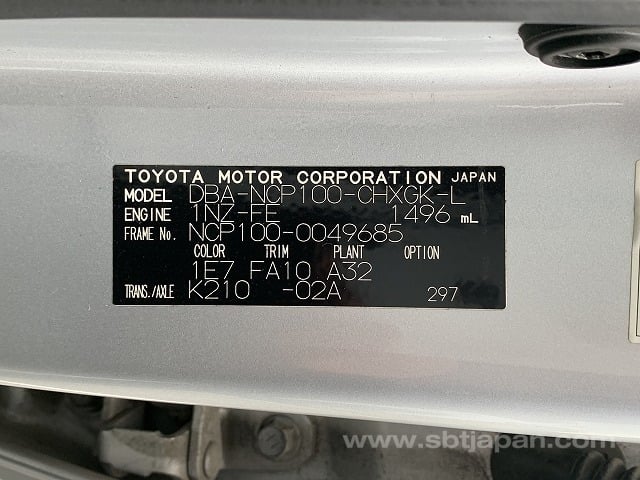 TOYOTA MOTOR CORPORATION JAPAN
MODEL DBA-NCP100-CHXGK-L
ENGINE 1NZ-FE 1496 mL
FRAME No. NCP100-0049685
COLOR TRIM PLANT OPTION
1E7 FA10 A32
TRANS./AXLE K210 -02A 297
www.sbtjapan.com